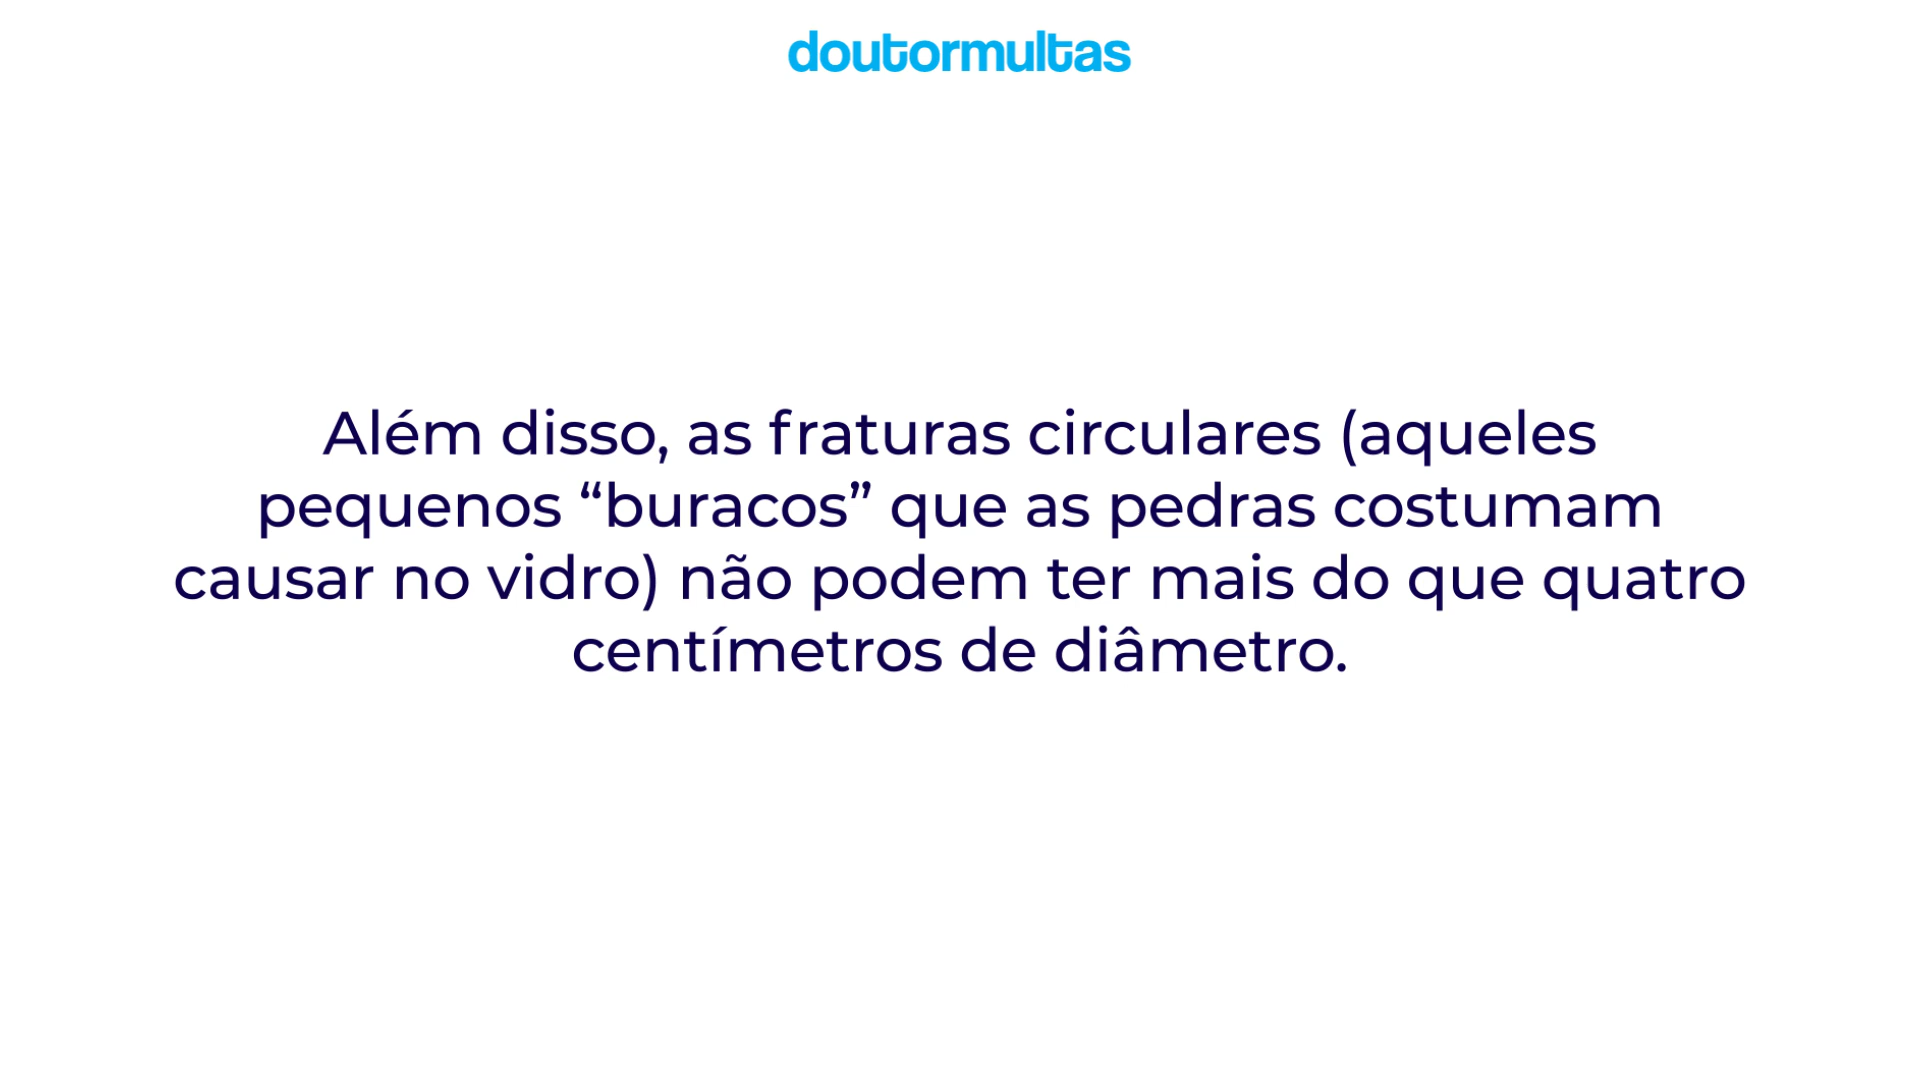 doutormultas
Além disso, as fraturas circulares (aqueles
pequenos “buracos” que as pedras costumam
causar no vidro) não podem ter mais do que quatro
centímetros de diâmetro.